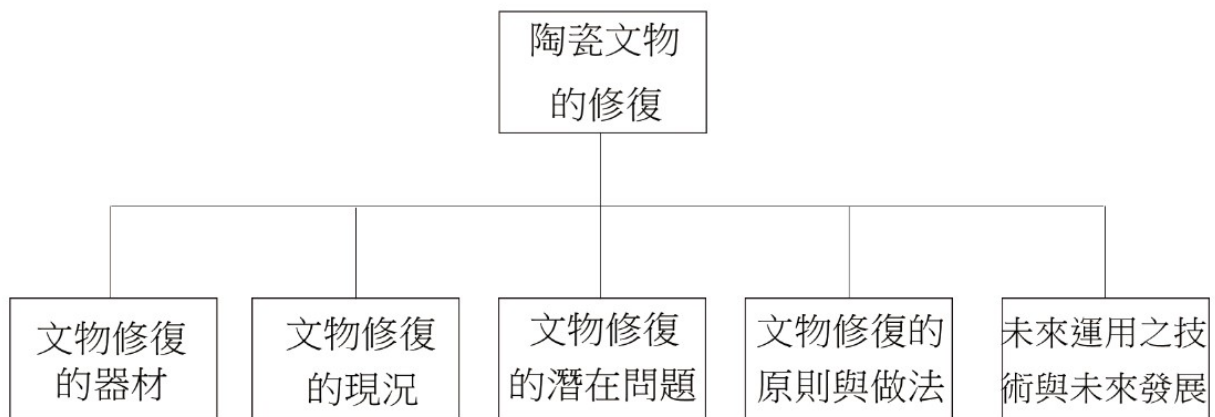 陶瓷文物
的修復
文物修復
的器材
文物修復
的現況
文物修復
的潛在問題
文物修復的
原則與做法
未來運用之技
術與未來發展